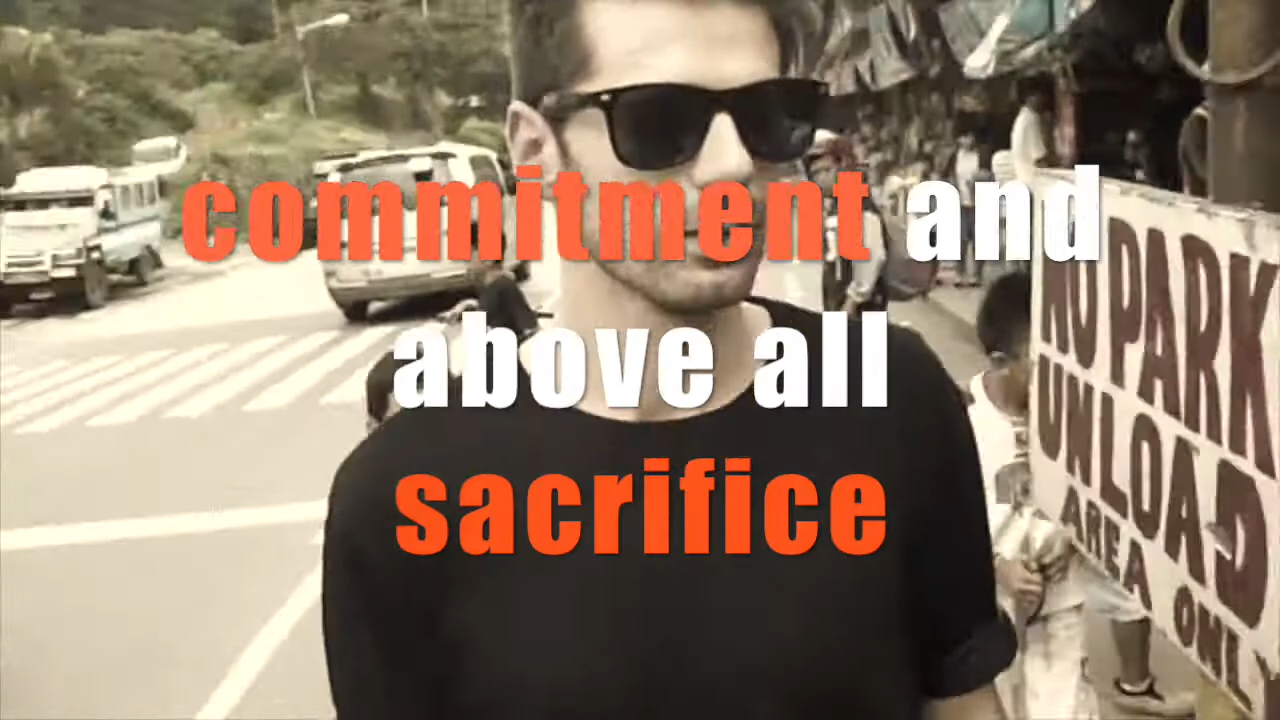 commitment and
above all
sacrifice
NO PARK
UNLOAD
AREA ONLY